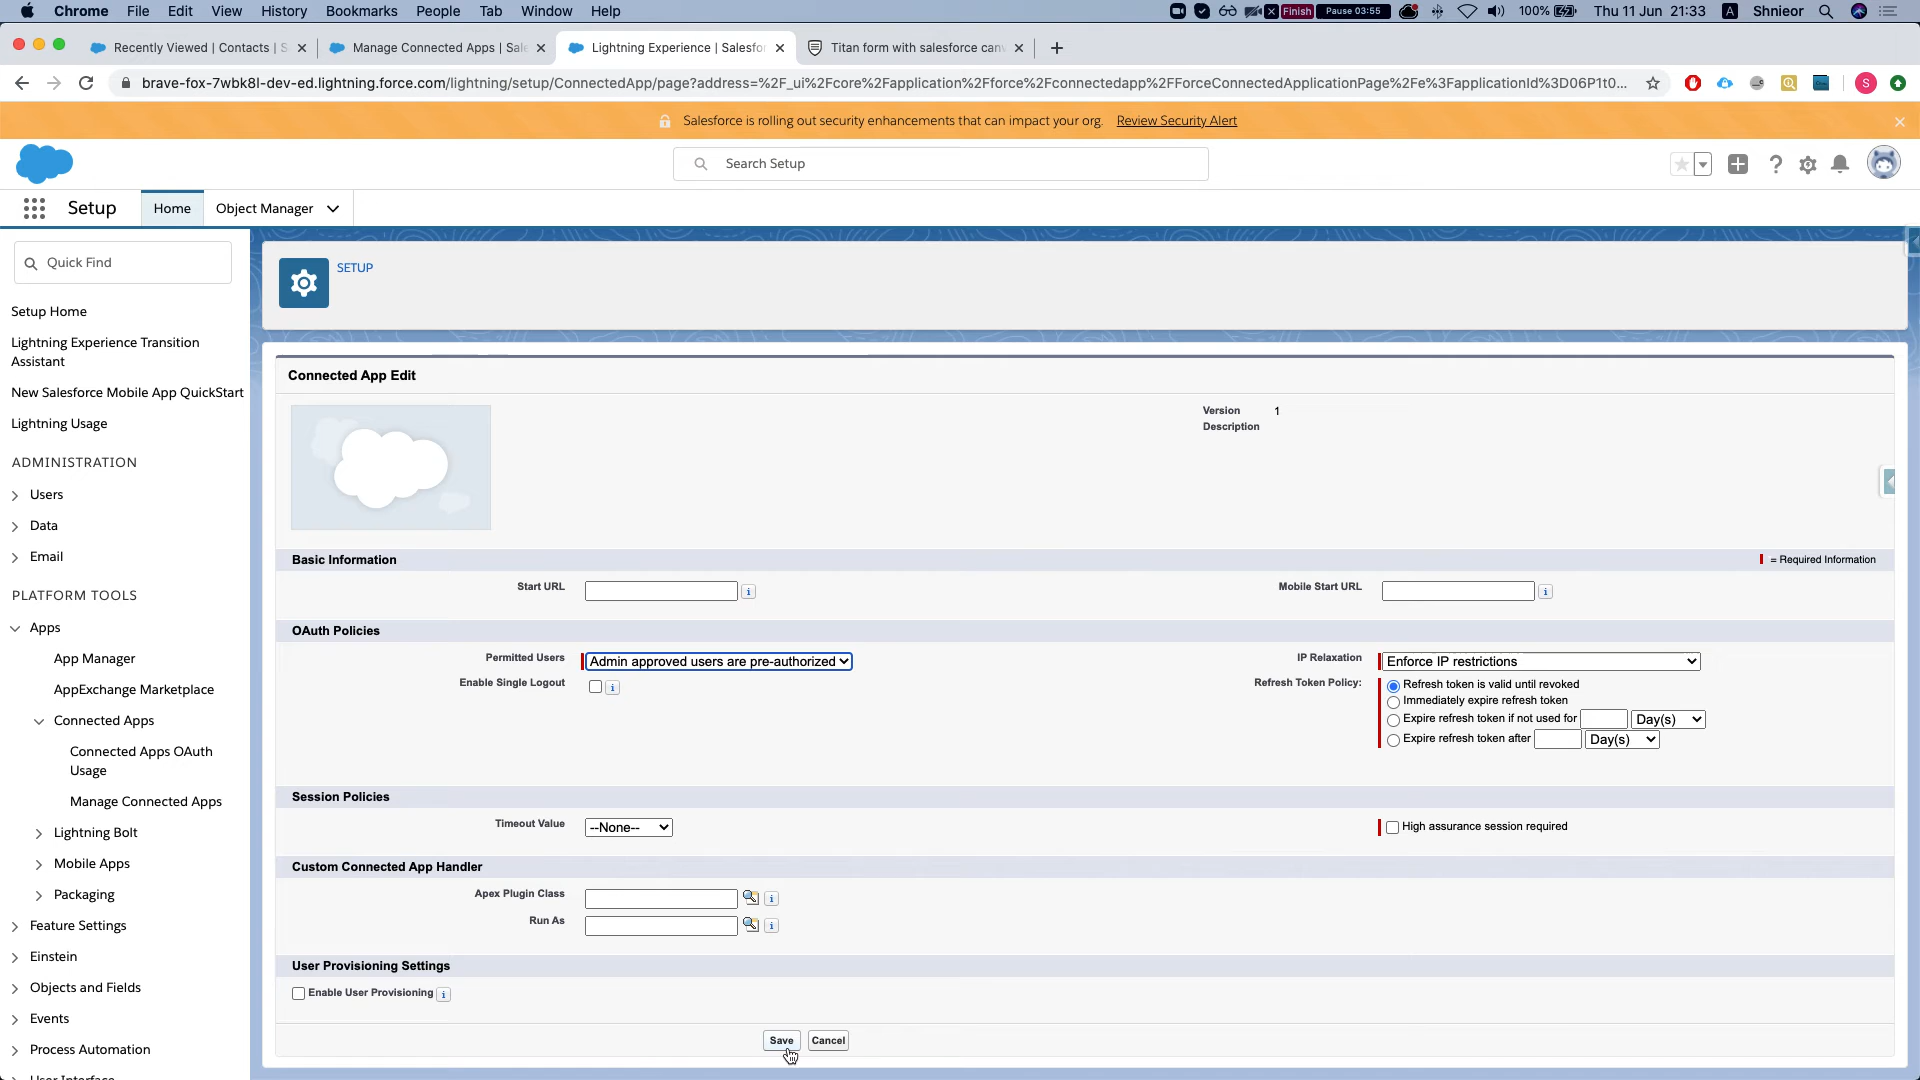 Chrome File Edit View History Bookmarks People Tab Window Help Finish Pause 03:55 100% Thu 11 Jun 21:33 A Shnieor
Recently Viewed | Contacts | S Manage Connected Apps | Sale Lightning Experience | Salesfor Titan form with salesforce can
brave-fox-7wbk8l-dev-ed.lightning.force.com/lightning/setup/ConnectedApp/page?address=%2F_ui%2Fcore%2Fapplication%2Fforce%2Fconnectedapp%2FForceConnectedApplicationPage%2Fe%3FapplicationId%3D06P1t0... S
Salesforce is rolling out security enhancements that can impact your org. Review Security Alert
Search Setup
Setup Home Object Manager
Quick Find
Setup Home
Lightning Experience Transition
Assistant
New Salesforce Mobile App QuickStart
Lightning Usage
ADMINISTRATION
Users
Data
Email
PLATFORM TOOLS
Apps
App Manager
AppExchange Marketplace
Connected Apps
Connected Apps OAuth
Usage
Manage Connected Apps
Lightning Bolt
Mobile Apps
Packaging
Feature Settings
Einstein
Objects and Fields
Events
Process Automation
User Interface
SETUP
Connected App Edit
Version 1
Description
Basic Information = Required Information
Start URL Mobile Start URL
OAuth Policies
Permitted Users Admin approved users are pre-authorized IP Relaxation Enforce IP restrictions
Enable Single Logout Refresh Token Policy: Refresh token is valid until revoked
Immediately expire refresh token
Expire refresh token if not used for Day(s)
Expire refresh token after Day(s)
Session Policies
Timeout Value --None-- High assurance session required
Custom Connected App Handler
Apex Plugin Class
Run As
User Provisioning Settings
Enable User Provisioning
Save Cancel